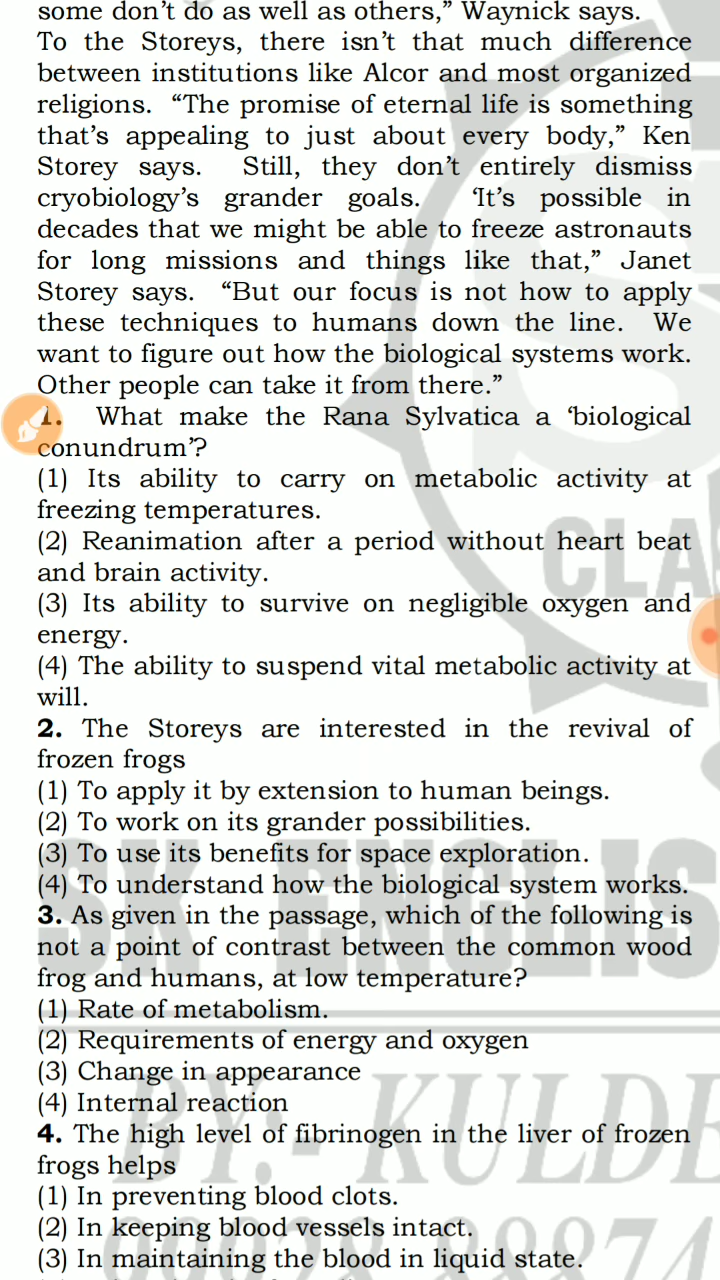 some don’t do as well as others,” Waynick says.
To the Storeys, there isn’t that much difference
between institutions like Alcor and most organized
religions. “The promise of eternal life is something
that’s appealing to just about every body,” Ken
Storey says. Still, they don’t entirely dismiss
cryobiology’s grander goals. ‘It’s possible in
decades that we might be able to freeze astronauts
for long missions and things like that,” Janet
Storey says. “But our focus is not how to apply
these techniques to humans down the line. We
want to figure out how the biological systems work.
Other people can take it from there.”
1. What make the Rana Sylvatica a ‘biological
conundrum’?
(1) Its ability to carry on metabolic activity at
freezing temperatures.
(2) Reanimation after a period without heart beat
and brain activity.
(3) Its ability to survive on negligible oxygen and
energy.
(4) The ability to suspend vital metabolic activity at
will.
2. The Storeys are interested in the revival of
frozen frogs
(1) To apply it by extension to human beings.
(2) To work on its grander possibilities.
(3) To use its benefits for space exploration.
(4) To understand how the biological system works.
3. As given in the passage, which of the following is
not a point of contrast between the common wood
frog and humans, at low temperature?
(1) Rate of metabolism.
(2) Requirements of energy and oxygen
(3) Change in appearance
(4) Internal reaction
4. The high level of fibrinogen in the liver of frozen
frogs helps
(1) In preventing blood clots.
(2) In keeping blood vessels intact.
(3) In maintaining the blood in liquid state.
CLA
SK ENGLIS
BY:- KULDE